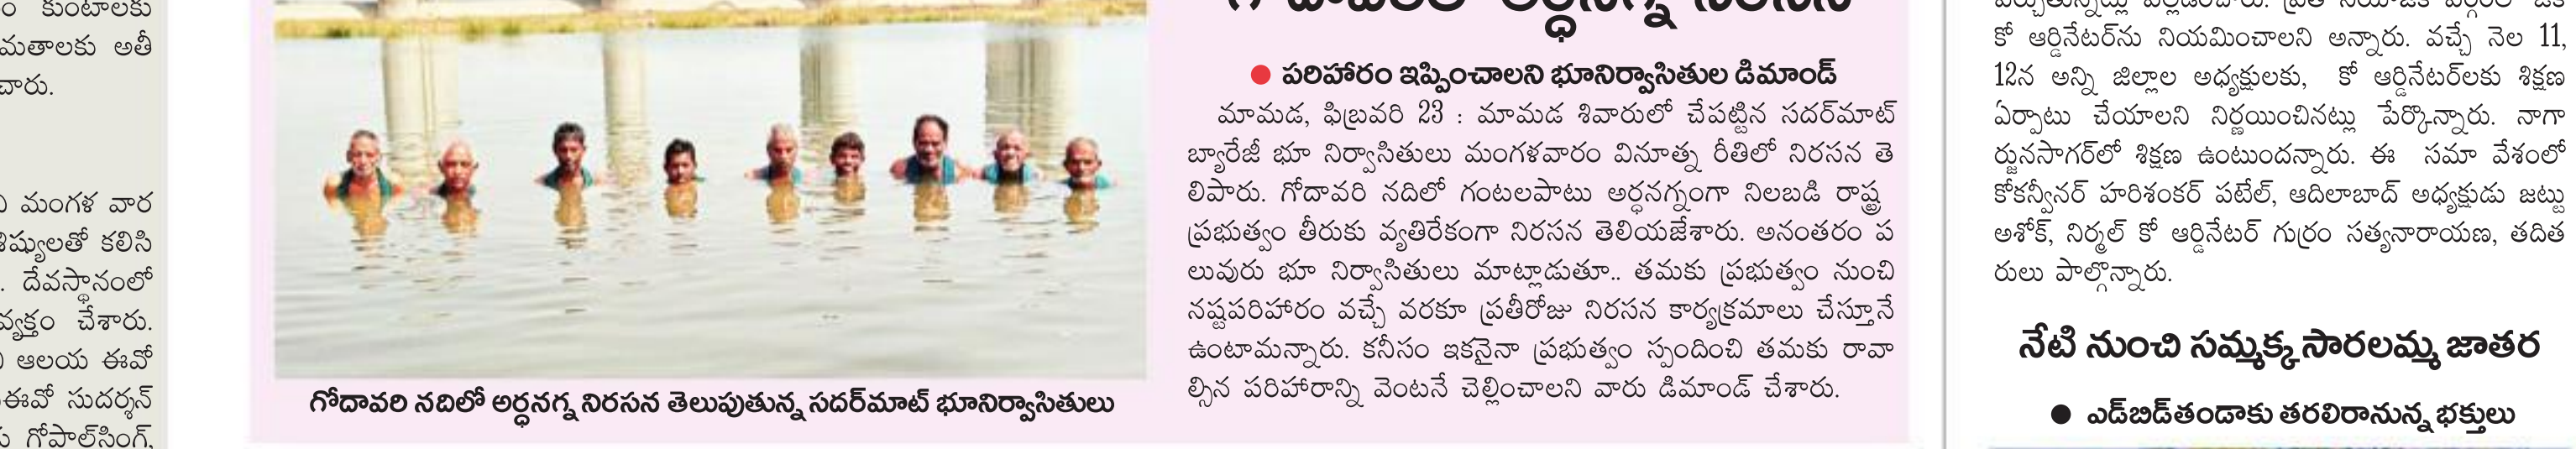 కుంటాలకు
మతాలకు అతీ
చారు.
మంగళ వార
శిష్యులతో కలిసి
. దేవస్థానంలో
వ్యక్తం చేశారు.
ఆలయ ఈవో
ఈవో సుదర్శన్
గోపాల్‌సింగ్,
గోదావరి నదిలో అర్ధనగ్న నిరసన తెలుపుతున్న సదర్‌మాట్ భూనిర్వాసితులు
● పరిహారం ఇప్పించాలని భూనిర్వాసితుల డిమాండ్
మామడ, ఫిబ్రవరి 23 : మామడ శివారులో చేపట్టిన సదర్‌మాట్
బ్యారేజీ భూ నిర్వాసితులు మంగళవారం వినూత్న రీతిలో నిరసన తె
లిపారు. గోదావరి నదిలో గంటలపాటు అర్ధనగ్నంగా నిలబడి రాష్ట్ర
ప్రభుత్వం తీరుకు వ్యతిరేకంగా నిరసన తెలియజేశారు. అనంతరం ప
లువురు భూ నిర్వాసితులు మాట్లాడుతూ.. తమకు ప్రభుత్వం నుంచి
నష్టపరిహారం వచ్చే వరకూ ప్రతీరోజు నిరసన కార్యక్రమాలు చేస్తూనే
ఉంటామన్నారు. కనీసం ఇకనైనా ప్రభుత్వం స్పందించి తమకు రావా
ల్సిన పరిహారాన్ని వెంటనే చెల్లించాలని వారు డిమాండ్ చేశారు.
కో ఆర్డినేటర్‌ను నియమించాలని అన్నారు. వచ్చే నెల 11,
12న అన్ని జిల్లాల అధ్యక్షులకు, కో ఆర్డినేటర్‌లకు శిక్షణ
ఏర్పాటు చేయాలని నిర్ణయించినట్లు పేర్కొన్నారు. నాగా
ర్జునసాగర్‌లో శిక్షణ ఉంటుందన్నారు. ఈ సమా వేశంలో
కోకన్వీనర్ హరిశంకర్ పటేల్, ఆదిలాబాద్ అధ్యక్షుడు జట్టు
అశోక్, నిర్మల్ కో ఆర్డినేటర్ గుర్రం సత్యనారాయణ, తదిత
రులు పాల్గొన్నారు.
నేటి నుంచి సమ్మక్క సారలమ్మ జాతర
● ఎడ్‌బిడ్‌తండాకు తరలిరానున్న భక్తులు